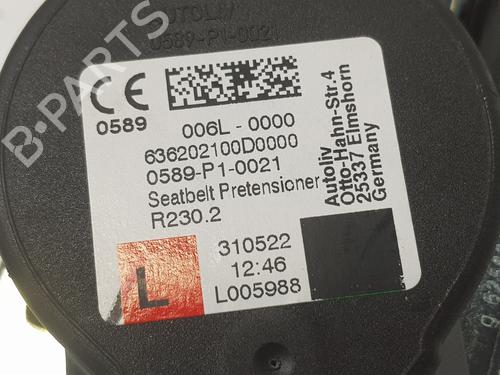 AUTOLIV
0589-P1-0021
CE
0589
006L - 0000
636202100D0000
0589-P1-0021
Seatbelt Pretensioner
R230.2
Autoliv
Otto-Hahn-Str.4
25337 Elmshorn
Germany
L
310522
12:46
L005988
B-PARTS